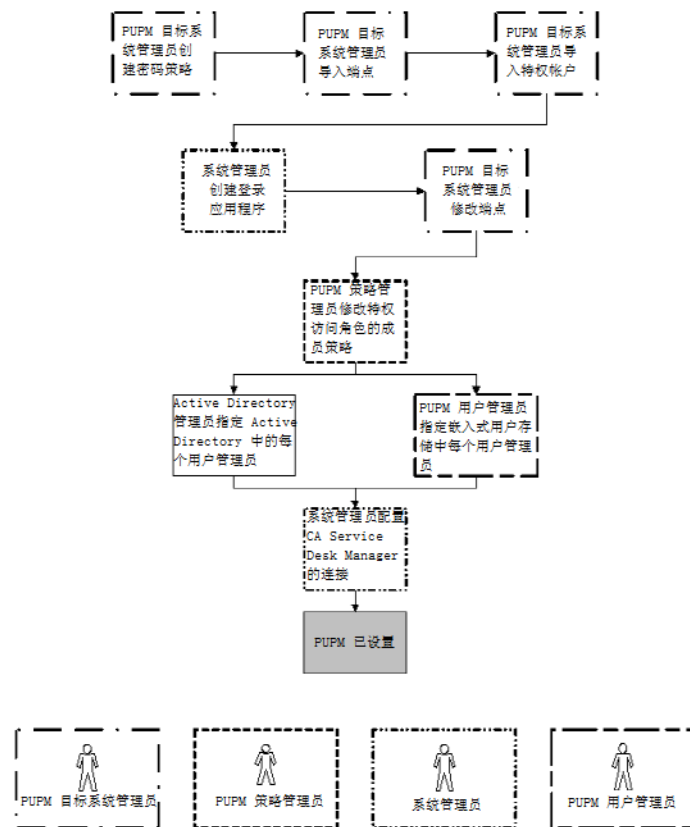 PUPM 目标系
统管理员创
建密码策略
PUPM 目标
系统管理员
导入端点
PUPM 目标系
统管理员导
入特权帐户
系统管理员
创建登录
应用程序
PUPM 目标
系统管理员
修改端点
PUPM 策略管
理员修改特权
访问角色的成
员策略
Active Directory
管理员指定 Active
Directory 中的每
个用户管理员
PUPM 用户管理员
指定嵌入式用户存
储中每个用户管理
员
系统管理员配置
CA Service
Desk Manager
的连接
PUPM 已设置
PUPM 目标系统管理员
PUPM 策略管理员
系统管理员
PUPM 用户管理员